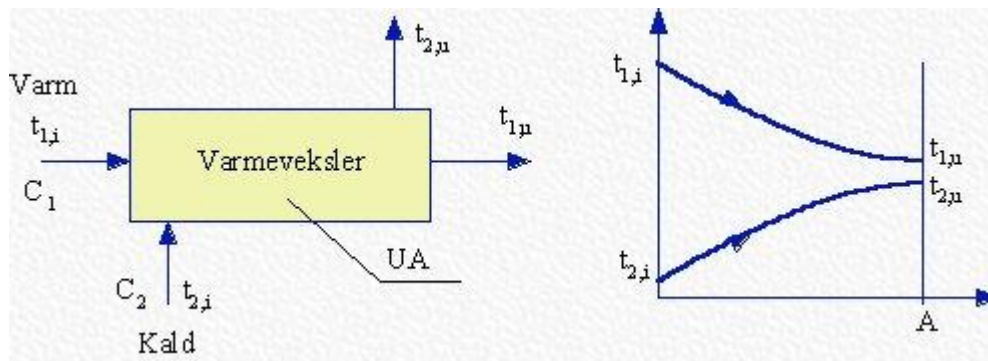 t2,u
Varm
t1,i
C1
Varmeveksler
t1,u
UA
C2 t2,i
Kald
t1,i
t1,u
t2,u
t2,i
A